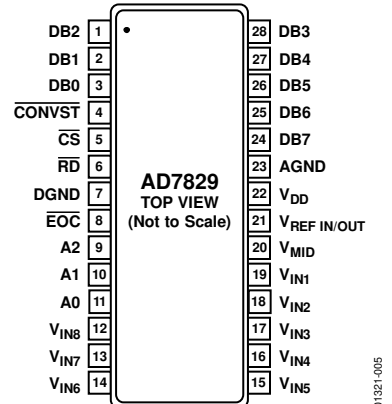 DB2 1
DB1 2
DB0 3
CONVST 4
CS 5
RD 6
DGND 7
EOC 8
A2 9
A1 10
A0 11
VIN8 12
VIN7 13
VIN6 14
AD7829
TOP VIEW
(Not to Scale)
28 DB3
27 DB4
26 DB5
25 DB6
24 DB7
23 AGND
22 VDD
21 VREF IN/OUT
20 VMID
19 VIN1
18 VIN2
17 VIN3
16 VIN4
15 VIN5
01321-005